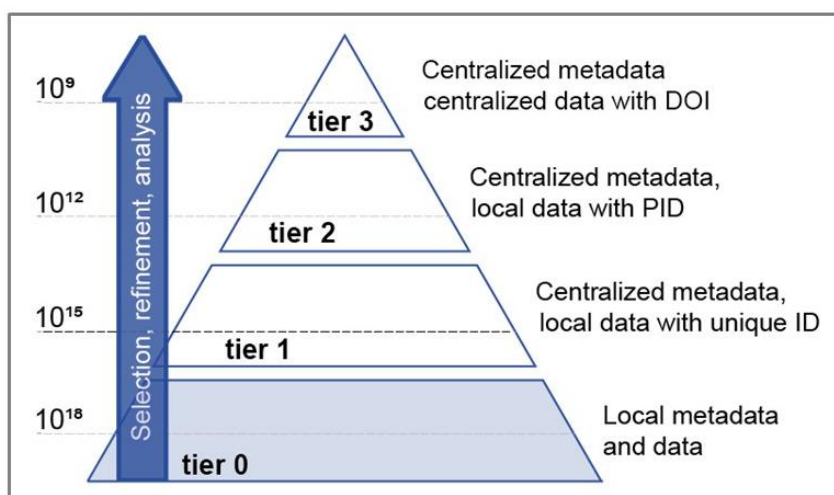 Selection, refinement, analysis
10⁹
Centralized metadata
centralized data with DOI
tier 3
10¹²
Centralized metadata,
local data with PID
tier 2
10¹⁵
Centralized metadata,
local data with unique ID
tier 1
10¹⁸
Local metadata
and data
tier 0